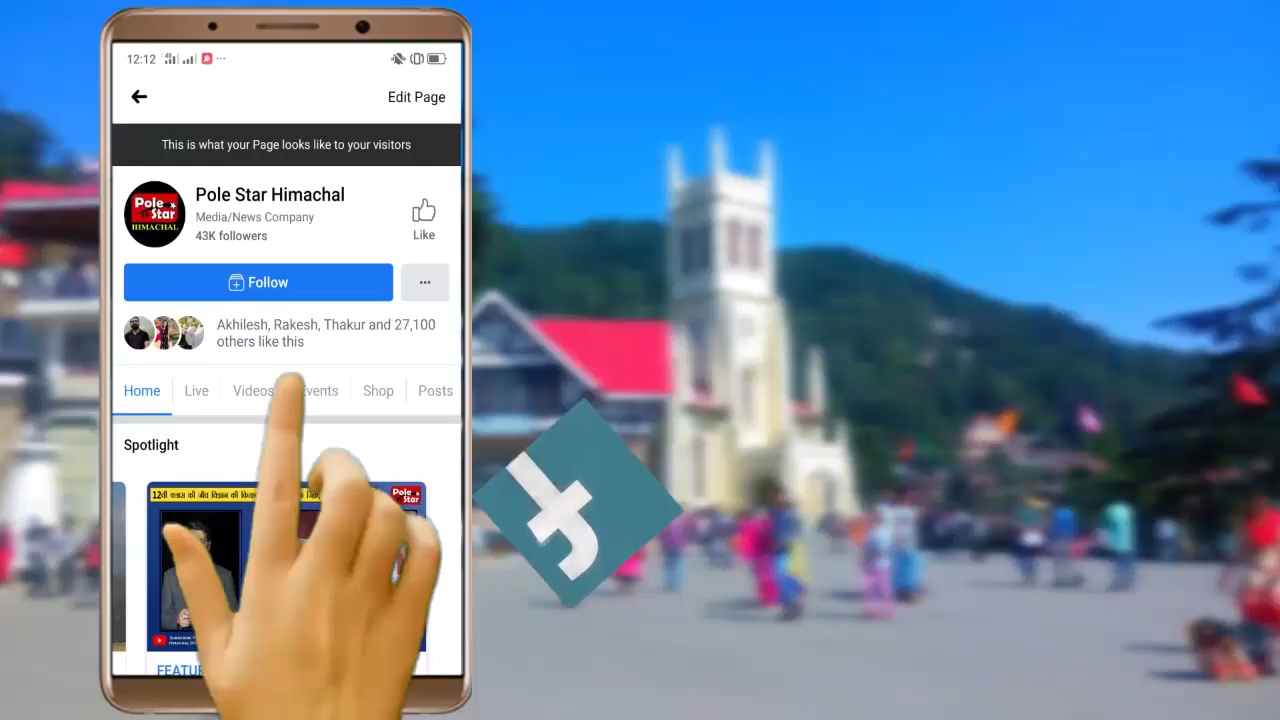 12:12
Edit Page
This is what your Page looks like to your visitors
Pole
Star
HIMACHAL
Pole Star Himachal
Media/News Company
43K followers
Like
Follow
Akhilesh, Rakesh, Thakur and 27,100
others like this
Home
Live
Videos
Events
Shop
Posts
Spotlight
12वीं क्लास की जीव विज्ञान की
Pole
Star